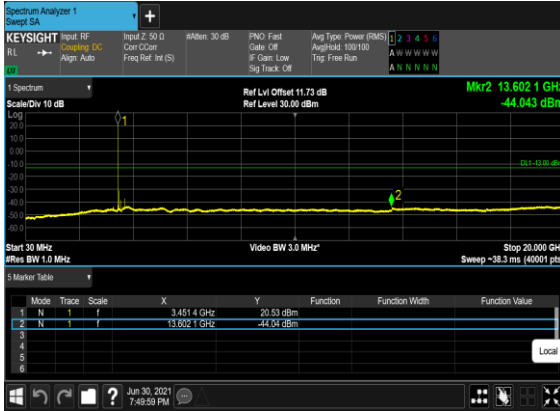 Spectrum Analyzer 1
Swept SA
+
KEYSIGHT Input: RF Input Z: 50 Ω #Atten: 30 dB PNO: Fast Avg Type: Power (RMS) 1 2 3 4 5 6
RL Coupling: DC Corr CCorr Gate: Off Avg|Hold: 100/100 A W W W W W
Align: Auto Freq Ref: Int (S) IF Gain: Low Trig: Free Run
Sig Track: Off A N N N N N
1 Spectrum Ref Lvl Offset 11.73 dB Mkr2 13.602 1 GHz
Scale/Div 10 dB Ref Level 30.00 dBm -44.043 dBm
Log
20.0
10.0
0.00
-10.0
-20.0
-30.0
-40.0
-50.0
-60.0
1
DL1 -13.00 dBm
2
Start 30 MHz Video BW 3.0 MHz* Stop 20.000 GHz
#Res BW 1.0 MHz Sweep ~38.3 ms (40001 pts)
5 Marker Table
Mode Trace Scale X Y Function Function Width Function Value
1 N 1 f 3.451 4 GHz 20.53 dBm
2 N 1 f 13.602 1 GHz -44.04 dBm
3
4
5
6
Local
? Jun 30, 2021
7:49:59 PM